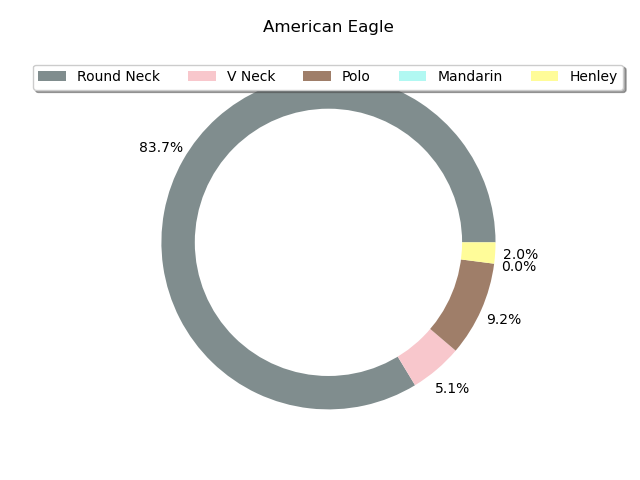 American Eagle
Round Neck V Neck Polo Mandarin Henley
83.7%
2.0%
0.0%
9.2%
5.1%